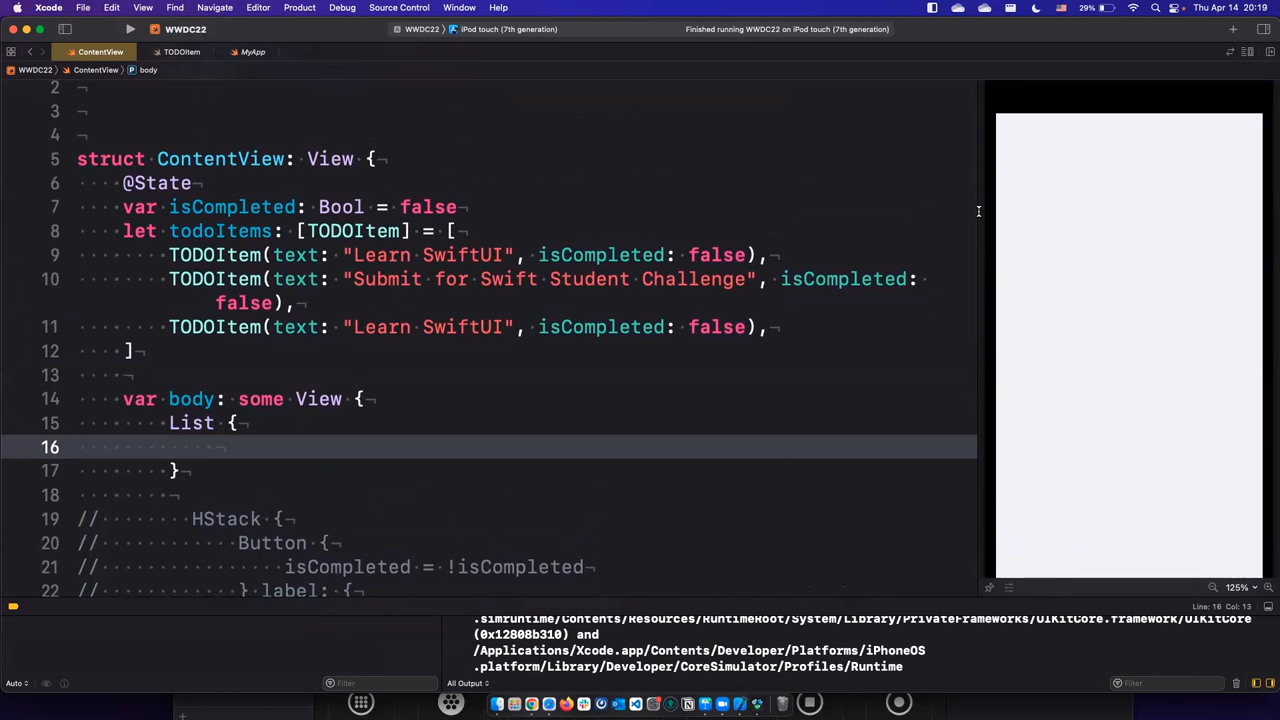 Xcode File Edit View Find Navigate Editor Product Debug Source Control Window Help 29% Thu Apr 14 20:19
WWDC22 WWDC22 iPod touch (7th generation) Finished running WWDC22 on iPod touch (7th generation)
ContentView TODOItem MyApp
WWDC22 ContentView P body
2
3
4
5 struct ContentView: View {
6 @State
7 var isCompleted: Bool = false
8 let todoItems: [TODOItem] = [
9 TODOItem(text: "Learn SwiftUI", isCompleted: false),
10 TODOItem(text: "Submit for Swift Student Challenge", isCompleted:
false),
11 TODOItem(text: "Learn SwiftUI", isCompleted: false),
12 ]
13
14 var body: some View {
15 List {
16
17 }
18
19 // HStack {
20 // Button {
21 // isCompleted = !isCompleted
22 // } label: {
125%
Line: 16 Col: 13
.simruntime/Contents/Resources/RuntimeRoot/System/Library/PrivateFrameworks/UIKitCore.framework/UIKitCore
(0x12808b310) and
/Applications/Xcode.app/Contents/Developer/Platforms/iPhoneOS
.platform/Library/Developer/CoreSimulator/Profiles/Runtime
Auto Filter All Output Filter